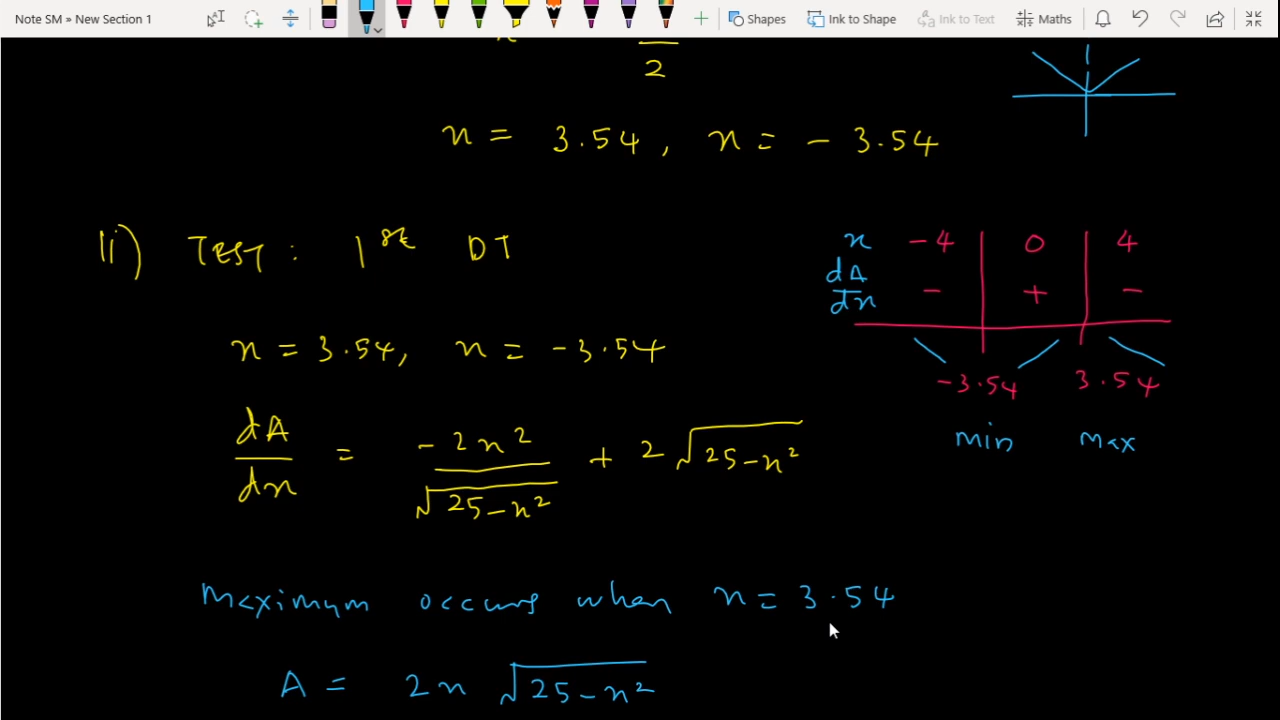 Note SM » New Section 1
Shapes Ink to Shape Ink to Text Maths
2
x = 3.54, x = - 3.54
ii) TEST : 1st DT
x -4 0 4
dA/dx - + -
-3.54 3.54
min max
x = 3.54, x = -3.54
dA/dx = -2x²/√(25-x²) + 2√(25-x²)
Maximum occurs when x = 3.54
A = 2x √(25-x²)